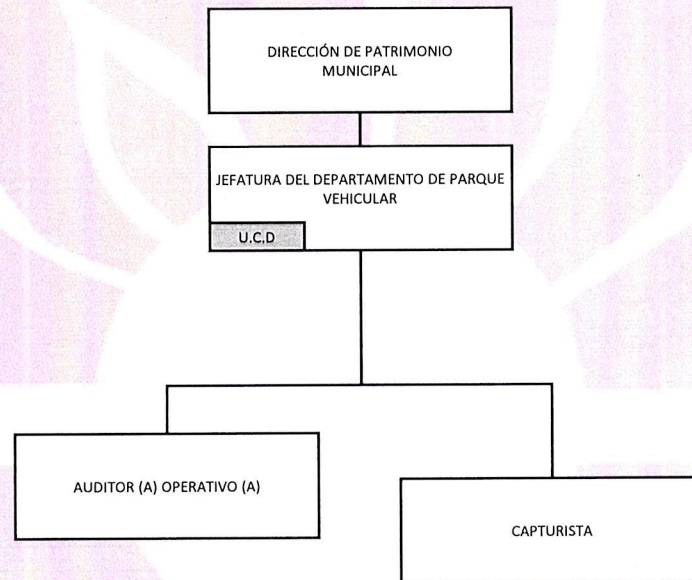 DIRECCIÓN DE PATRIMONIO
MUNICIPAL
JEFATURA DEL DEPARTAMENTO DE PARQUE
VEHICULAR
U.C.D
AUDITOR (A) OPERATIVO (A)
CAPTURISTA